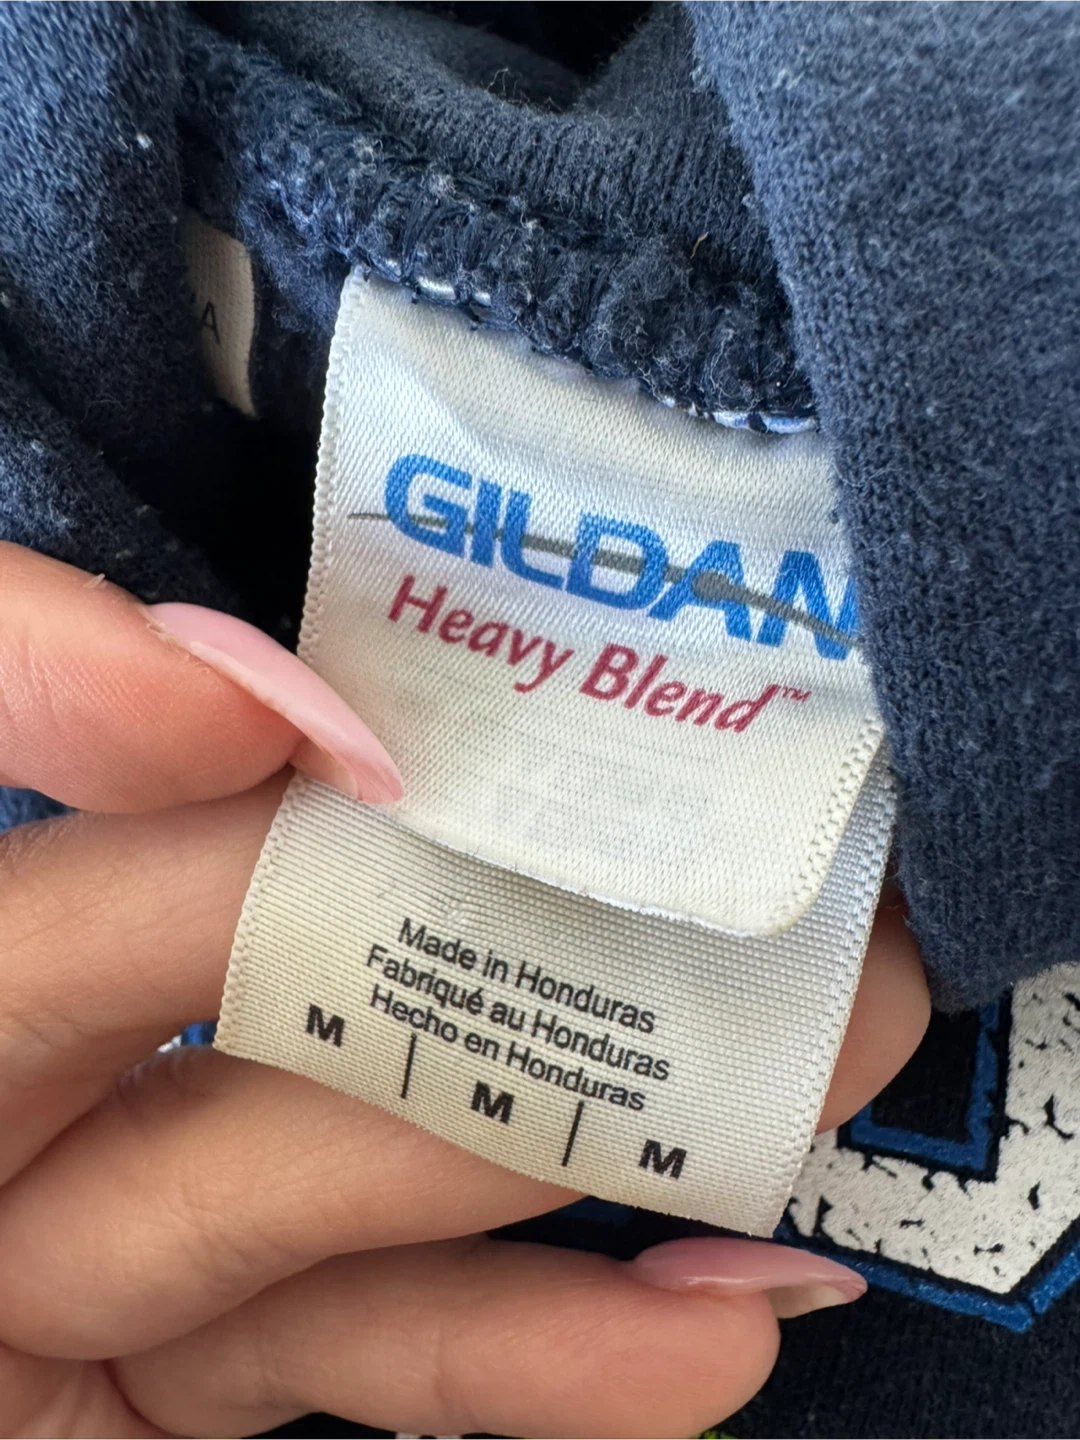 A
GILDAN
Heavy Blend™
Made in Honduras
Fabriqué au Honduras
Hecho en Honduras
M | M | M